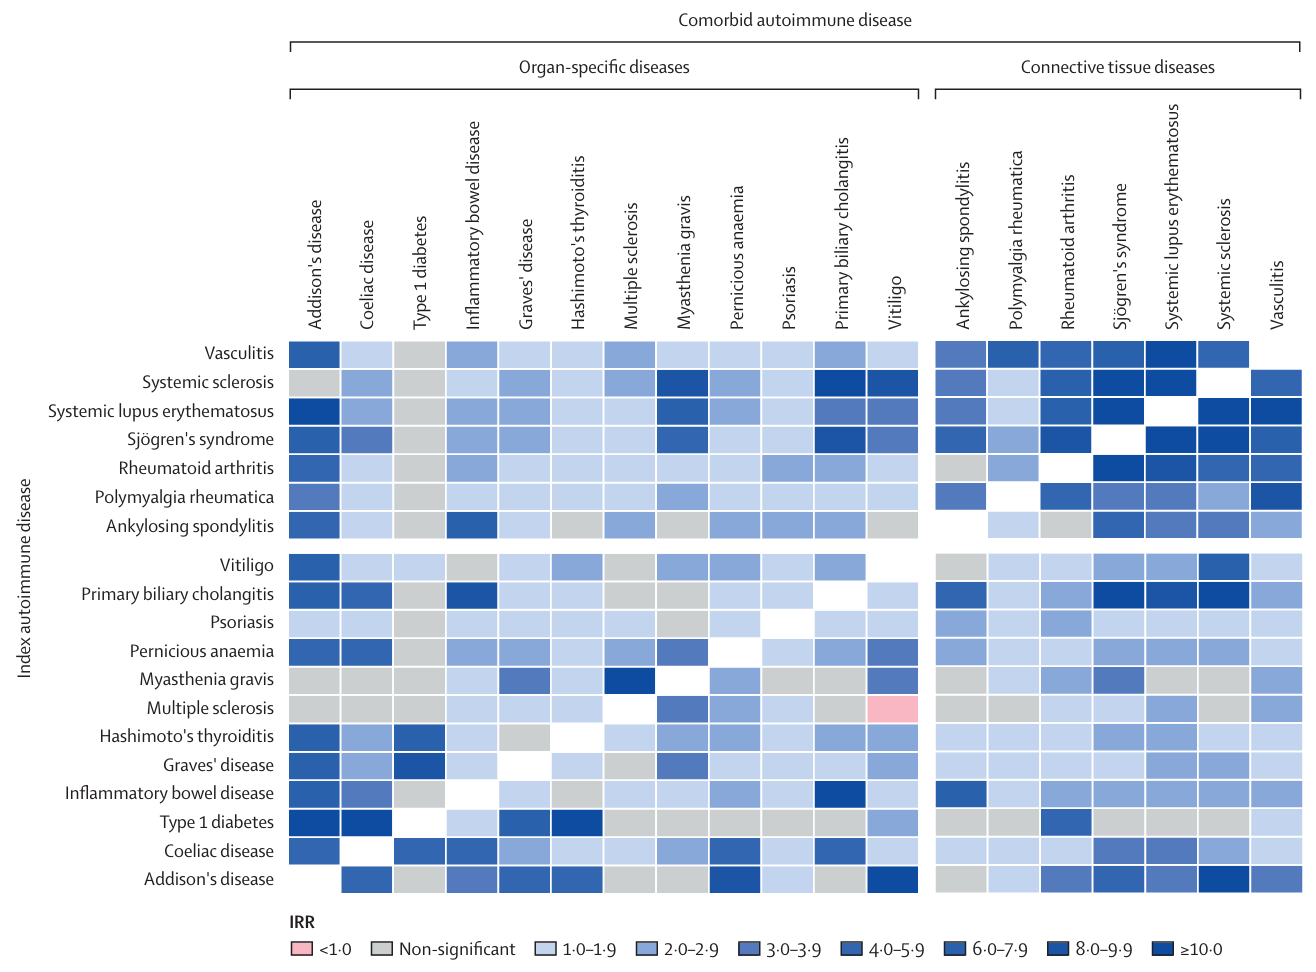 Comorbid autoimmune disease
Organ-specific diseases
Connective tissue diseases
Addison's disease
Coeliac disease
Type 1 diabetes
Inflammatory bowel disease
Graves' disease
Hashimoto's thyroiditis
Multiple sclerosis
Myasthenia gravis
Pernicious anaemia
Psoriasis
Primary biliary cholangitis
Vitiligo
Ankylosing spondylitis
Polymyalgia rheumatica
Rheumatoid arthritis
Sjögren's syndrome
Systemic lupus erythematosus
Systemic sclerosis
Vasculitis
Index autoimmune disease
Vasculitis
Systemic sclerosis
Systemic lupus erythematosus
Sjögren's syndrome
Rheumatoid arthritis
Polymyalgia rheumatica
Ankylosing spondylitis
Vitiligo
Primary biliary cholangitis
Psoriasis
Pernicious anaemia
Myasthenia gravis
Multiple sclerosis
Hashimoto's thyroiditis
Graves' disease
Inflammatory bowel disease
Type 1 diabetes
Coeliac disease
Addison's disease
IRR
<1·0 Non-significant 1·0–1·9 2·0–2·9 3·0–3·9 4·0–5·9 6·0–7·9 8·0–9·9 ≥10·0